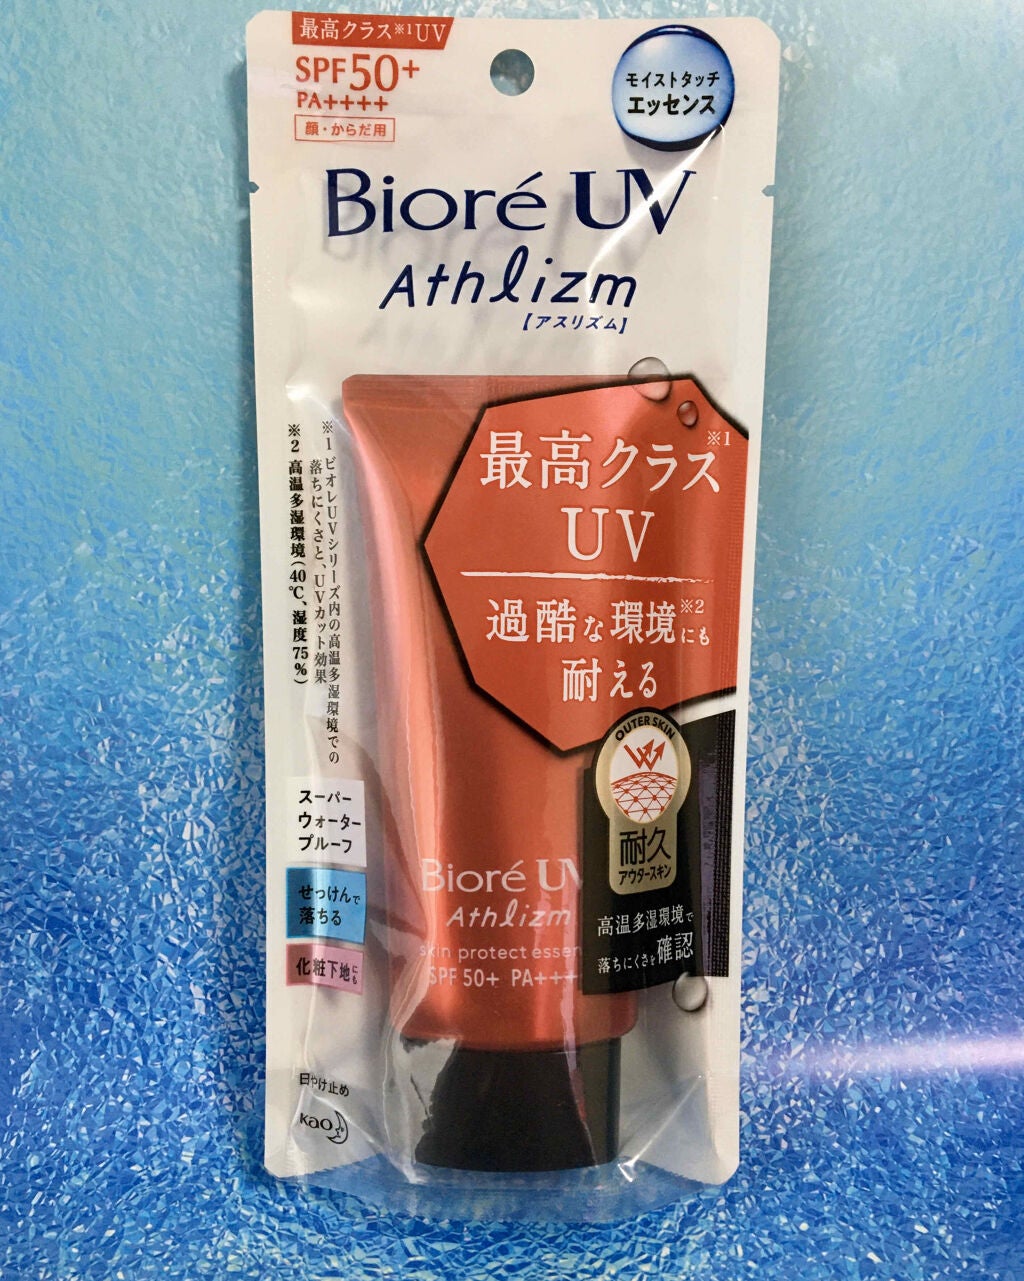 最高クラス※1UV
SPF50+
PA++++
顔・からだ用
モイストタッチ
エッセンス
Bioré UV
Athlizm
【アスリズム】
最高クラス※1
UV
過酷な環境※2にも
耐える
※1 ビオレUVシリーズ内の高温多湿環境での
落ちにくさと、UVカット効果
※2 高温多湿環境(40℃、湿度75%)
OUTER SKIN
耐久
アウタースキン
高温多湿環境で
落ちにくさを確認
スーパー
ウォーター
プルーフ
せっけんで
落ちる
化粧下地にも
Bioré UV
Athlizm
skin protect essen
SPF 50+ PA+++
日やけ止め
kao